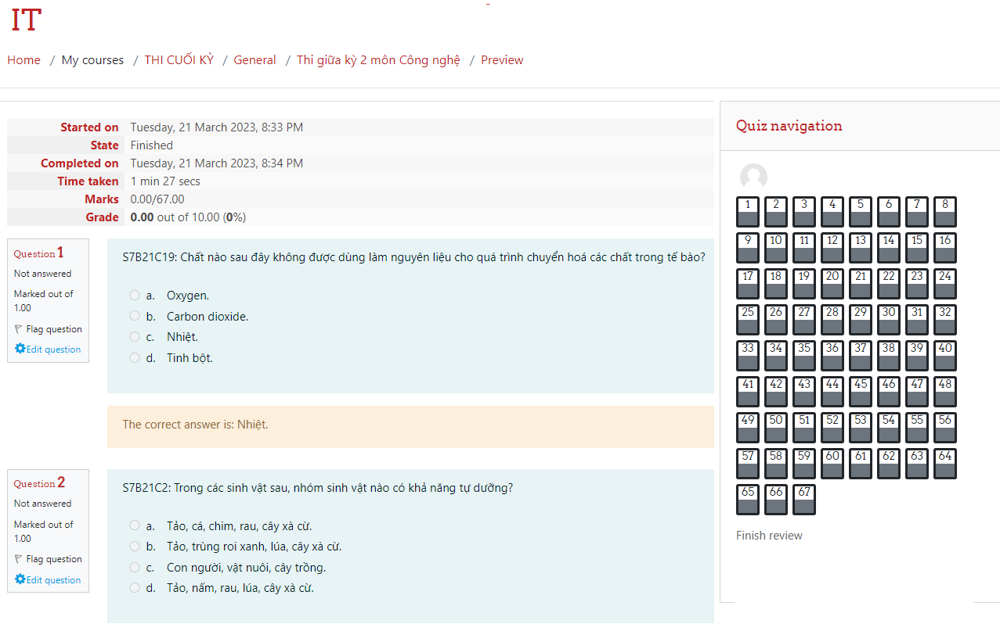 IT
Home / My courses / THI CUỐI KỲ / General / Thi giữa kỳ 2 môn Công nghệ / Preview
Started on Tuesday, 21 March 2023, 8:33 PM
State Finished
Completed on Tuesday, 21 March 2023, 8:34 PM
Time taken 1 min 27 secs
Marks 0.00/67.00
Grade 0.00 out of 10.00 (0%)
Question 1
Not answered
Marked out of
1.00
Flag question
Edit question
S7B21C19: Chất nào sau đây không được dùng làm nguyên liệu cho quá trình chuyển hoá các chất trong tế bào?
a. Oxygen.
b. Carbon dioxide.
c. Nhiệt.
d. Tinh bột.
The correct answer is: Nhiệt.
Question 2
Not answered
Marked out of
1.00
Flag question
Edit question
S7B21C2: Trong các sinh vật sau, nhóm sinh vật nào có khả năng tự dưỡng?
a. Tảo, cá, chim, rau, cây xà cừ.
b. Tảo, trùng roi xanh, lúa, cây xà cừ.
c. Con người, vật nuôi, cây trồng.
d. Tảo, nấm, rau, lúa, cây xà cừ.
Quiz navigation
1 2 3 4 5 6 7 8
9 10 11 12 13 14 15 16
17 18 19 20 21 22 23 24
25 26 27 28 29 30 31 32
33 34 35 36 37 38 39 40
41 42 43 44 45 46 47 48
49 50 51 52 53 54 55 56
57 58 59 60 61 62 63 64
65 66 67
Finish review